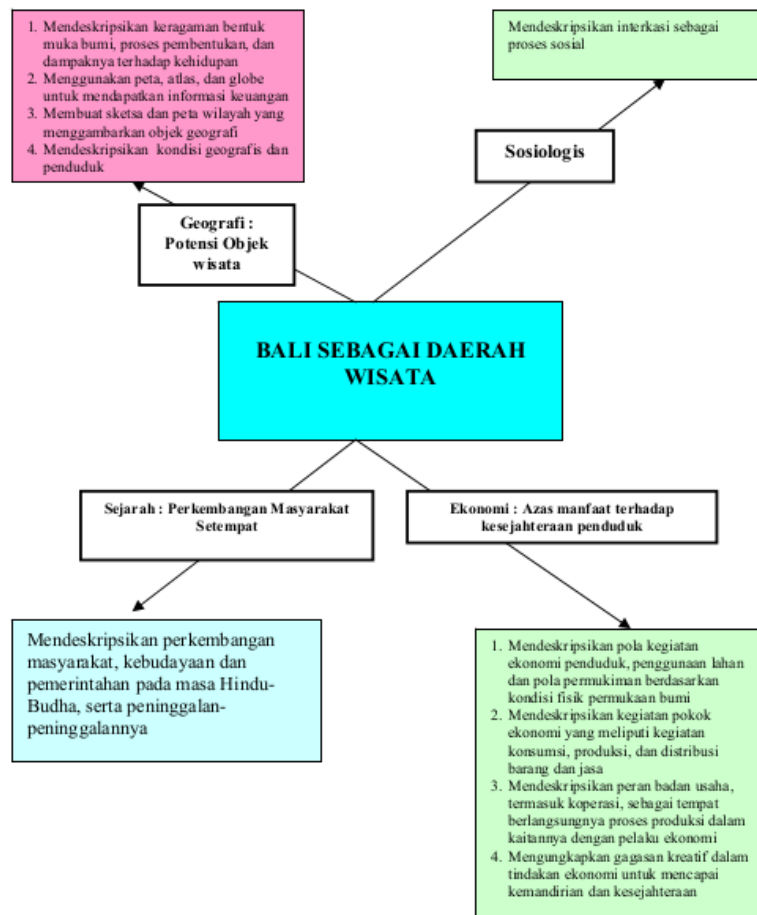 1. Mendeskripsikan keragaman bentuk
muka bumi, proses pembentukan, dan
dampaknya terhadap kehidupan
2. Menggunakan peta, atlas, dan globe
untuk mendapatkan informasi keuangan
3. Membuat sketsa dan peta wilayah yang
menggambarkan objek geografi
4. Mendeskripsikan kondisi geografis dan
penduduk
Mendeskripsikan interkasi sebagai
proses sosial
Sosiologis
Geografi :
Potensi Objek
wisata
BALI SEBAGAI DAERAH
WISATA
Sejarah : Perkembangan Masyarakat
Setempat
Ekonomi : Azas manfaat terhadap
kesejahteraan penduduk
Mendeskripsikan perkembangan
masyarakat, kebudayaan dan
pemerintahan pada masa Hindu-
Budha, serta peninggalan-
peninggalannya
1. Mendeskripsikan pola kegiatan
ekonomi penduduk, penggunaan lahan
dan pola permukiman berdasarkan
kondisi fisik permukaan bumi
2. Mendeskripsikan kegiatan pokok
ekonomi yang meliputi kegiatan
konsumsi, produksi, dan distribusi
barang dan jasa
3. Mendeskripsikan peran badan usaha,
termasuk koperasi, sebagai tempat
berlangsungnya proses produksi dalam
kaitannya dengan pelaku ekonomi
4. Mengungkapkan gagasan kreatif dalam
tindakan ekonomi untuk mencapai
kemandirian dan kesejahteraan